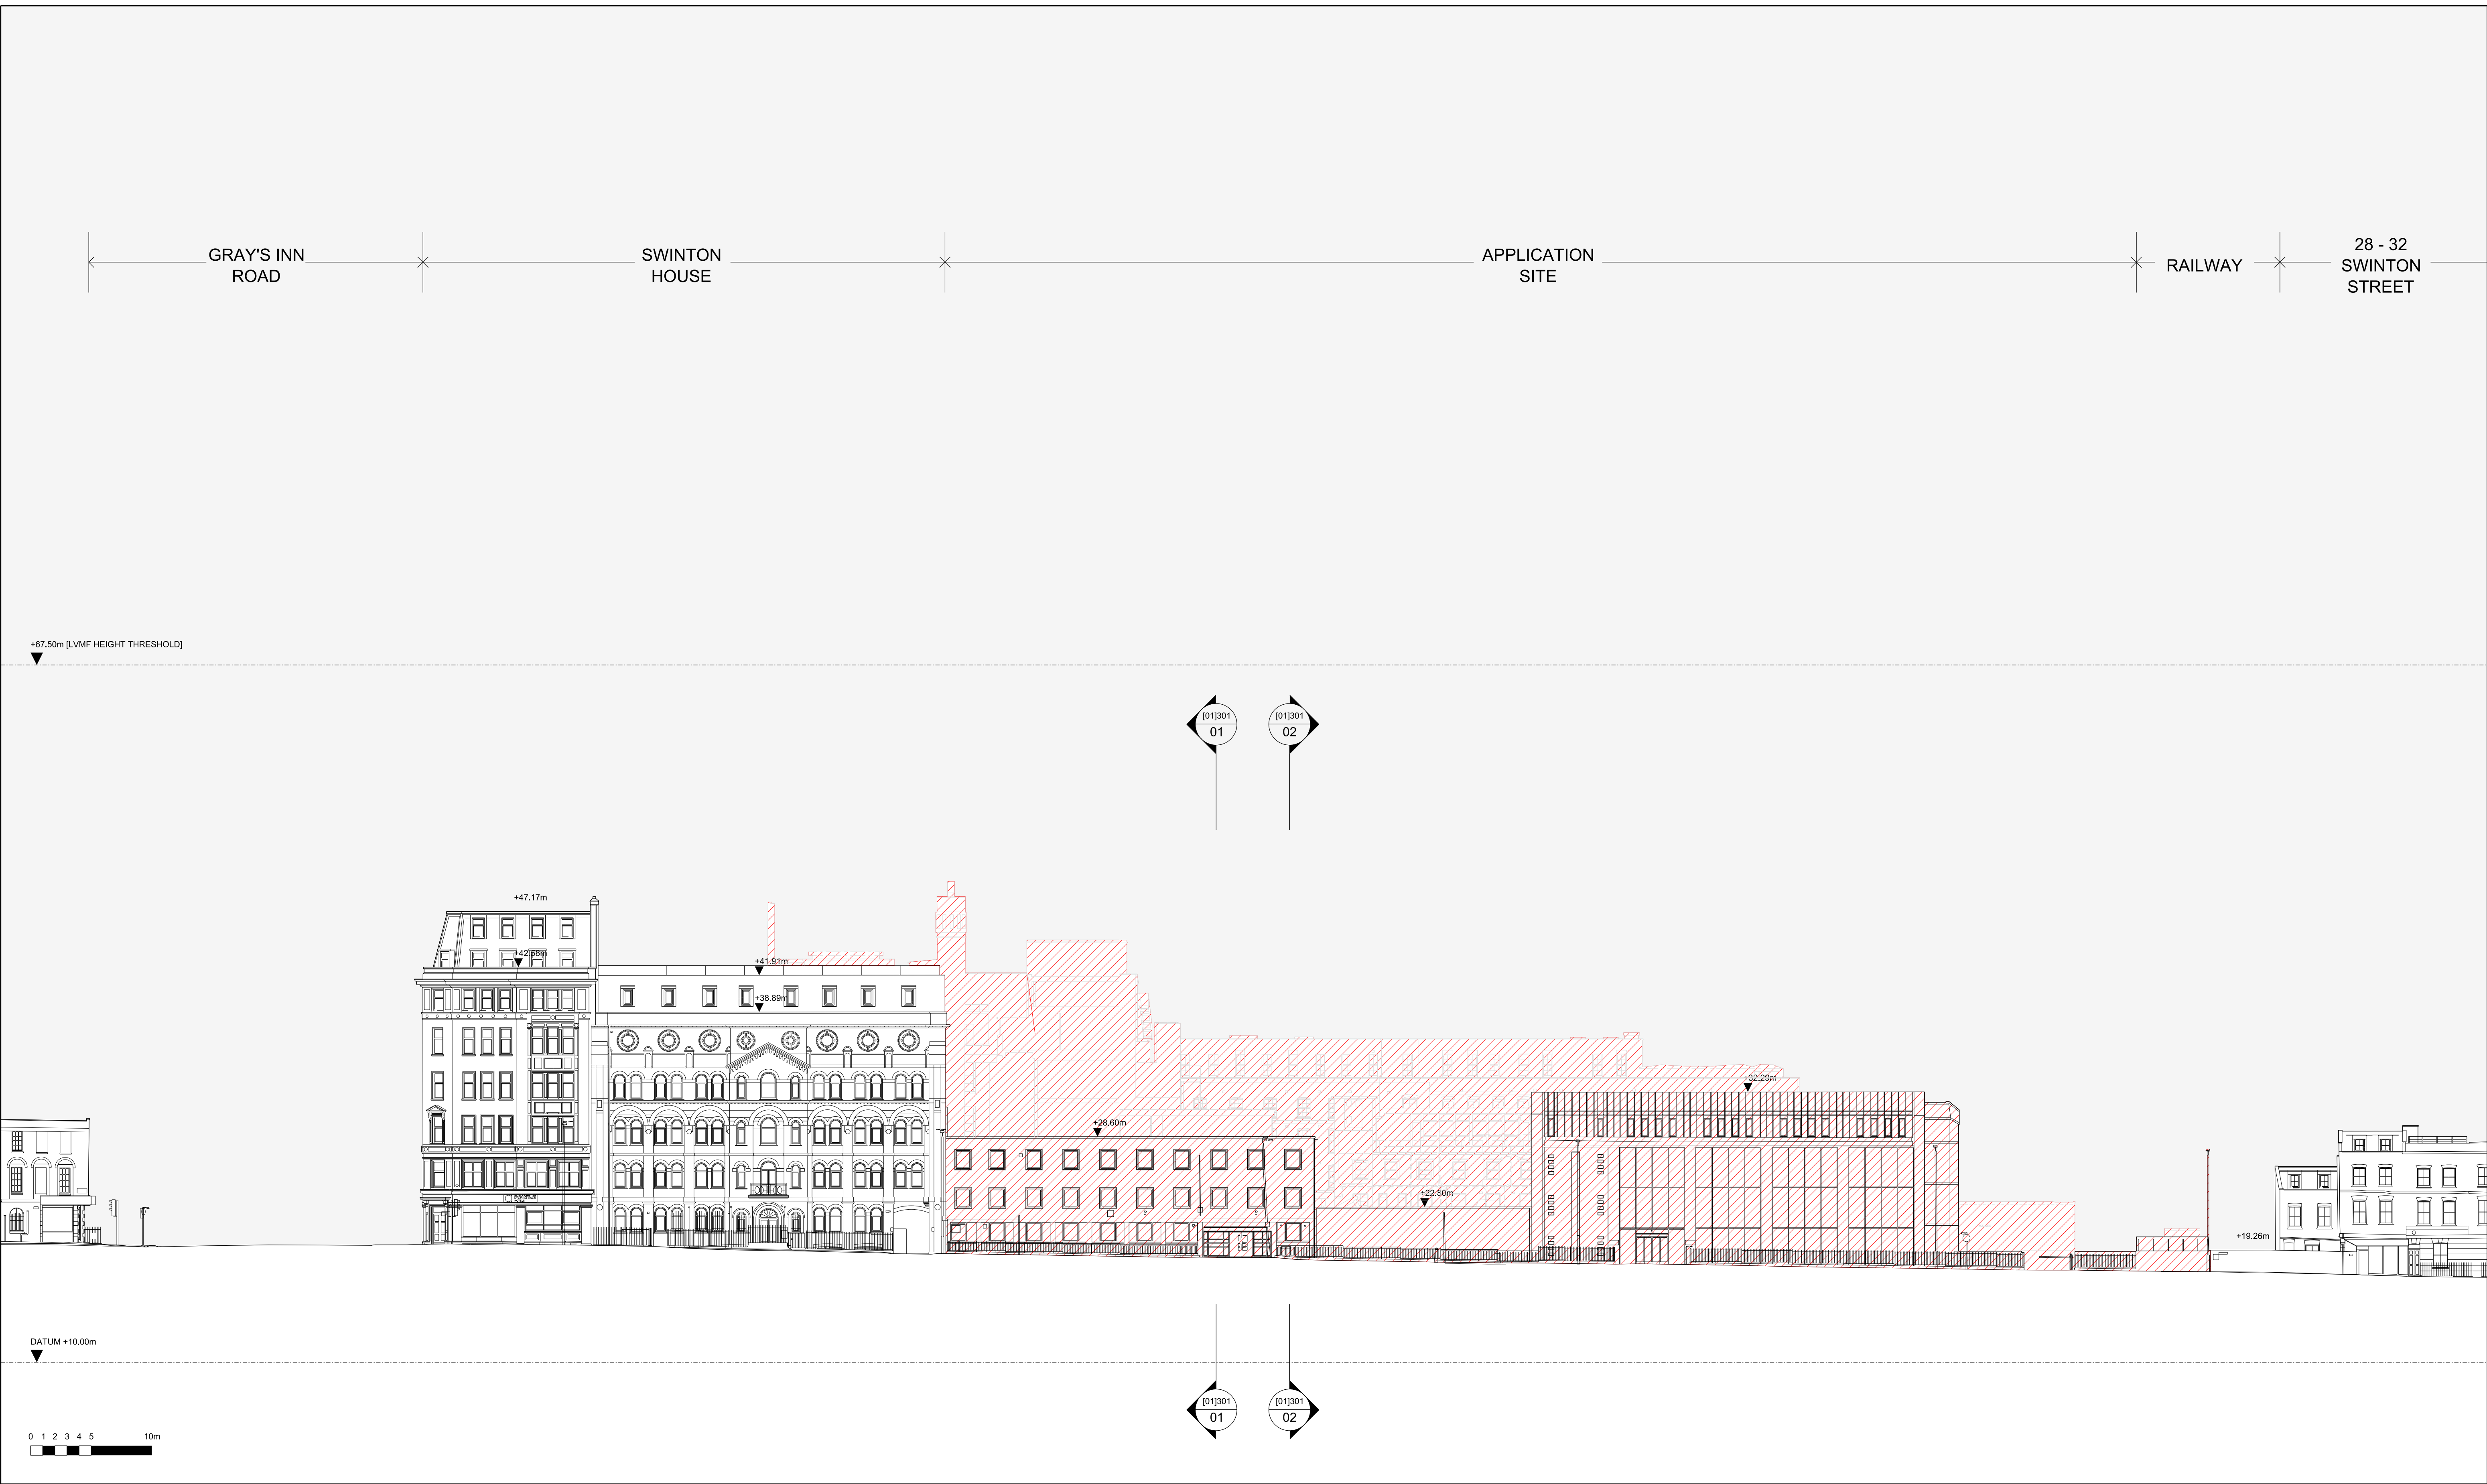 GRAY'S INN
ROAD
SWINTON
HOUSE
APPLICATION
SITE
RAILWAY
28 - 32
SWINTON
STREET
+67.50m [LVMF HEIGHT THRESHOLD]
[01]301
01
[01]301
02
+47.17m
+42.58m
+41.91m
+38.89m
+32.29m
+28.60m
+22.80m
+19.26m
DATUM +10.00m
[01]301
01
[01]301
02
0 1 2 3 4 5 10m